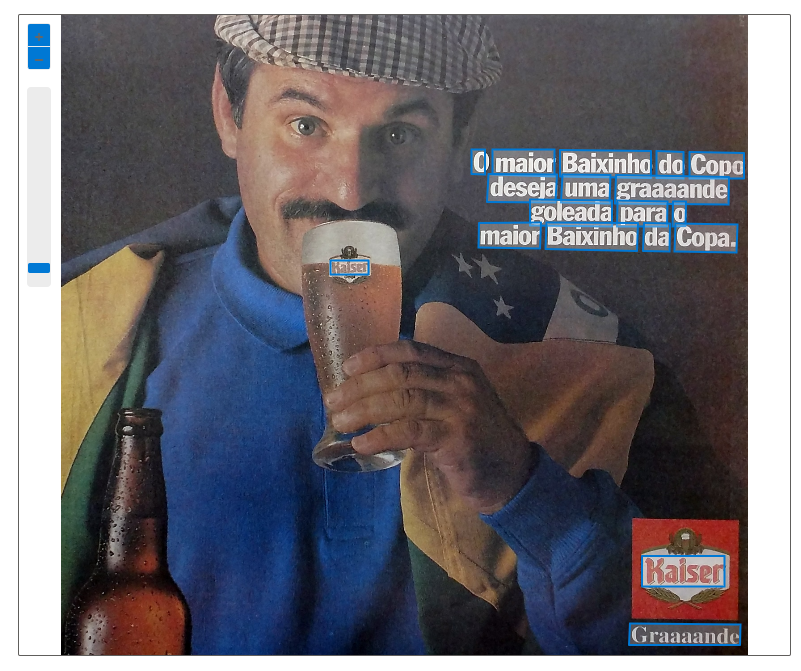 Kaiser
O maior Baixinho do Copo
deseja uma graaaande
goleada para o
maior Baixinho da Copa.
Kaiser
Graaaande